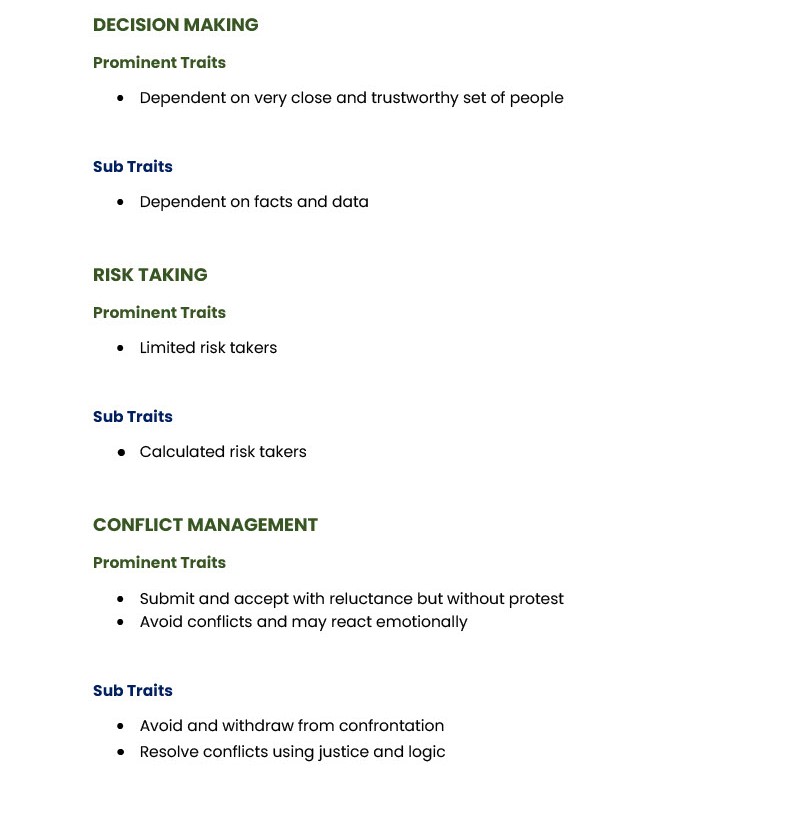 DECISION MAKING
Prominent Traits
• Dependent on very close and trustworthy set of people
Sub Traits
• Dependent on facts and data
RISK TAKING
Prominent Traits
• Limited risk takers
Sub Traits
• Calculated risk takers
CONFLICT MANAGEMENT
Prominent Traits
• Submit and accept with reluctance but without protest
• Avoid conflicts and may react emotionally
Sub Traits
• Avoid and withdraw from confrontation
• Resolve conflicts using justice and logic